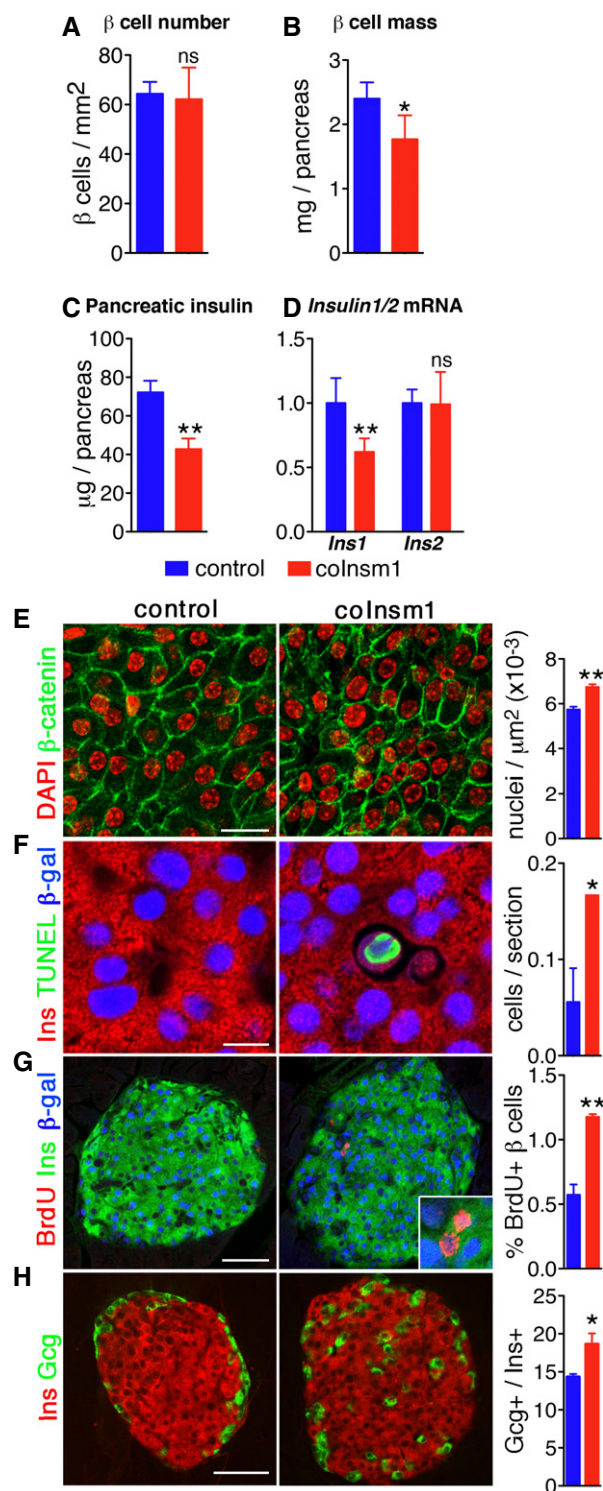 A β cell number
ns
β cells / mm2
80
60
40
20
0
B β cell mass
*
mg / pancreas
3
2
1
0
C Pancreatic insulin
**
μg / pancreas
100
80
60
40
20
0
D Insulin1/2 mRNA
ns
**
1.5
1.0
0.5
0.0
Ins1 Ins2
control coInsm1
control coInsm1
E
DAPI β-catenin
nuclei / μm² (x10-3)
**
9
6
3
0
F
Ins TUNEL β-gal
cells / section
*
0.2
0.1
0.0
G
BrdU Ins β-gal
% BrdU+ β cells
**
1.5
1.0
0.5
0.0
H
Ins Gcg
Gcg+ / Ins+
*
25
20
15
10
5
0